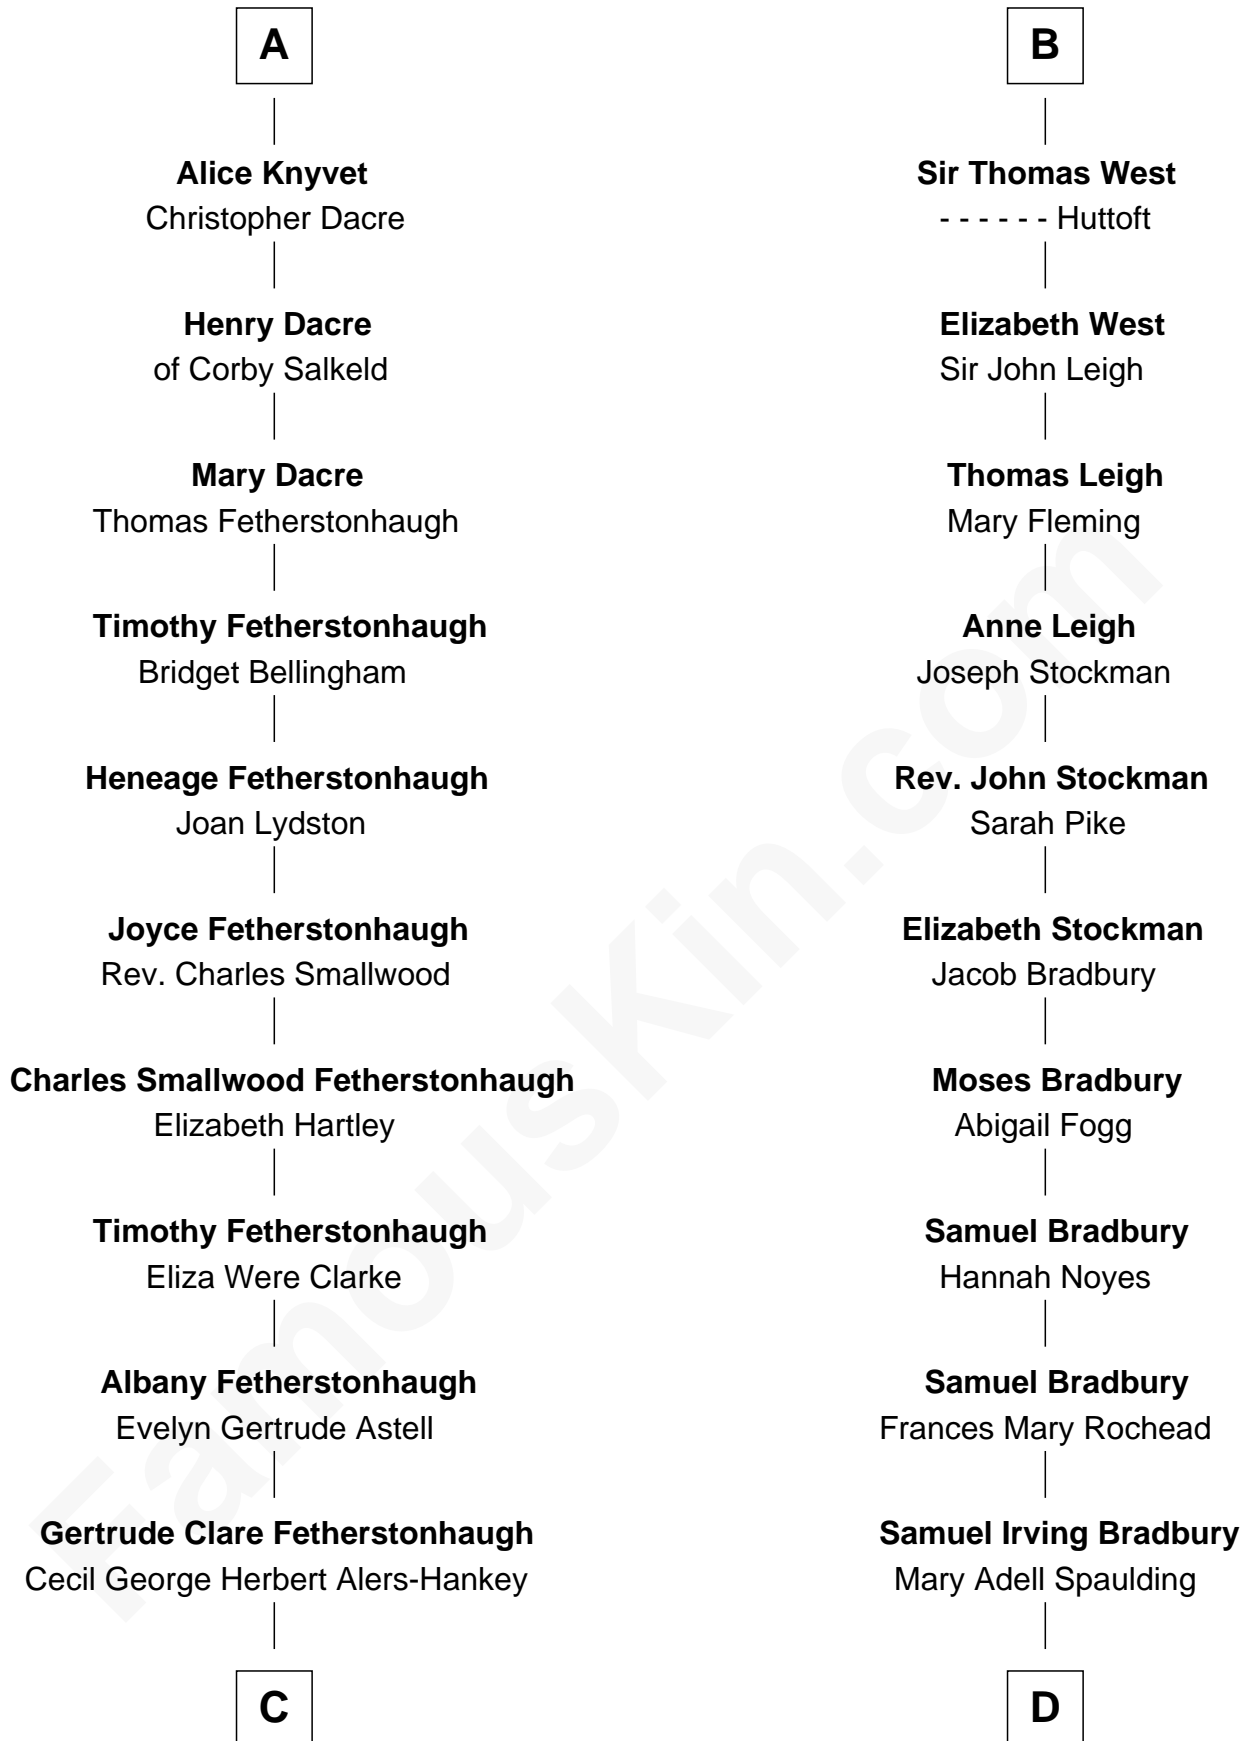 A
Alice Knyvet
Christopher Dacre
Henry Dacre
of Corby Salkeld
Mary Dacre
Thomas Fetherstonhaugh
Timothy Fetherstonhaugh
Bridget Bellingham
Heneage Fetherstonhaugh
Joan Lydston
Joyce Fetherstonhaugh
Rev. Charles Smallwood
Charles Smallwood Fetherstonhaugh
Elizabeth Hartley
Timothy Fetherstonhaugh
Eliza Were Clarke
Albany Fetherstonhaugh
Evelyn Gertrude Astell
Gertrude Clare Fetherstonhaugh
Cecil George Herbert Alers-Hankey
C
B
Sir Thomas West
- - - - - - Huttoft
Elizabeth West
Sir John Leigh
Thomas Leigh
Mary Fleming
Anne Leigh
Joseph Stockman
Rev. John Stockman
Sarah Pike
Elizabeth Stockman
Jacob Bradbury
Moses Bradbury
Abigail Fogg
Samuel Bradbury
Hannah Noyes
Samuel Bradbury
Frances Mary Rochead
Samuel Irving Bradbury
Mary Adell Spaulding
D
FamousKin.com